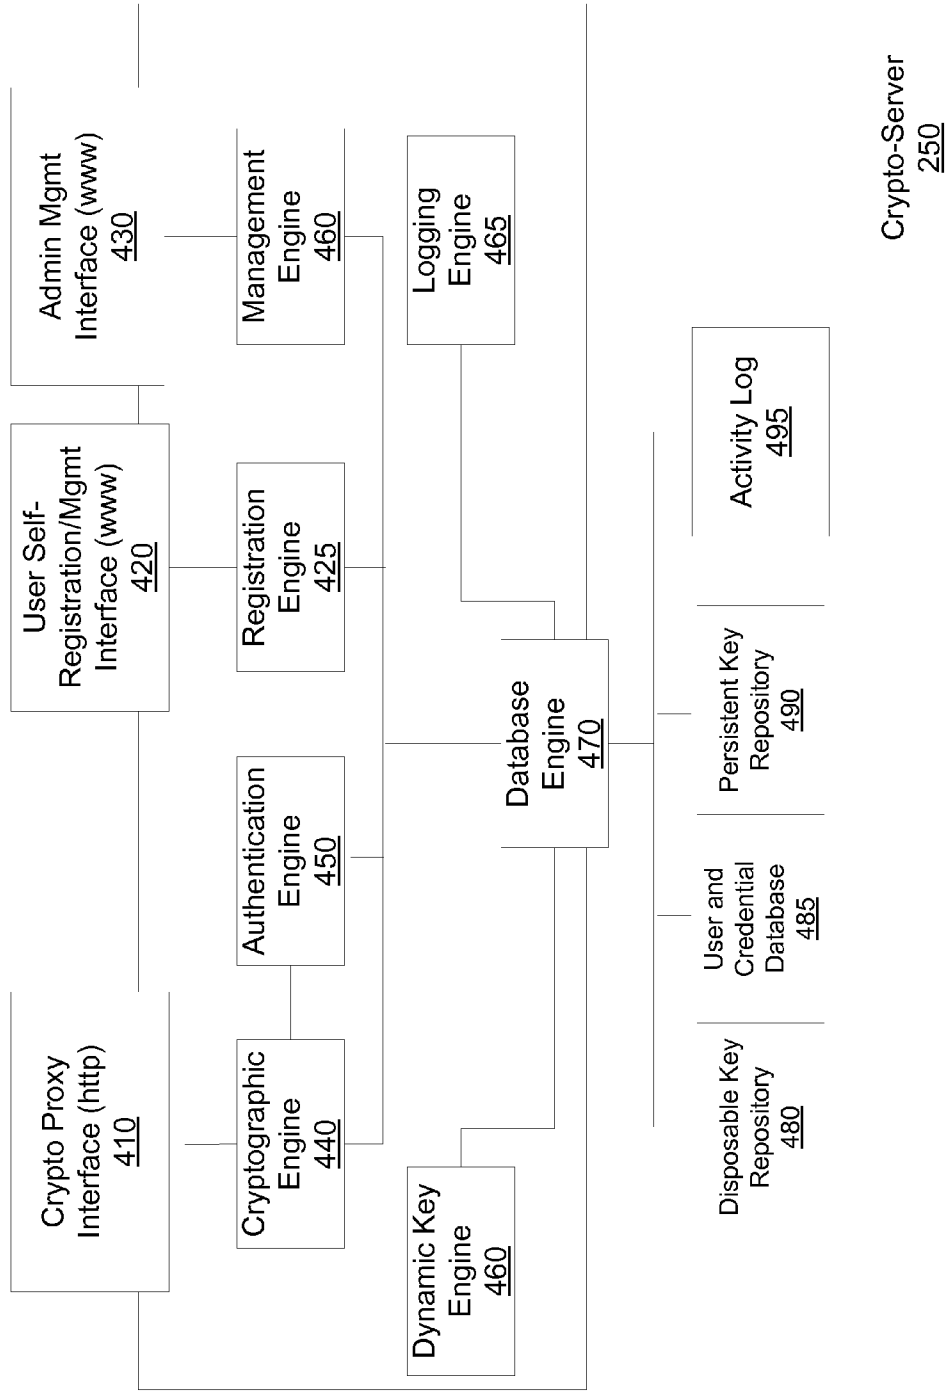 Crypto Proxy
Interface (http)
410
User Self-
Registration/Mgmt
Interface (www)
420
Admin Mgmt
Interface (www)
430
Cryptographic
Engine
440
Authentication
Engine
450
Registration
Engine
425
Management
Engine
460
Dynamic Key
Engine
460
Database
Engine
470
Logging
Engine
465
Disposable Key
Repository
480
User and
Credential
Database
485
Persistent Key
Repository
490
Activity Log
495
Crypto-Server
250